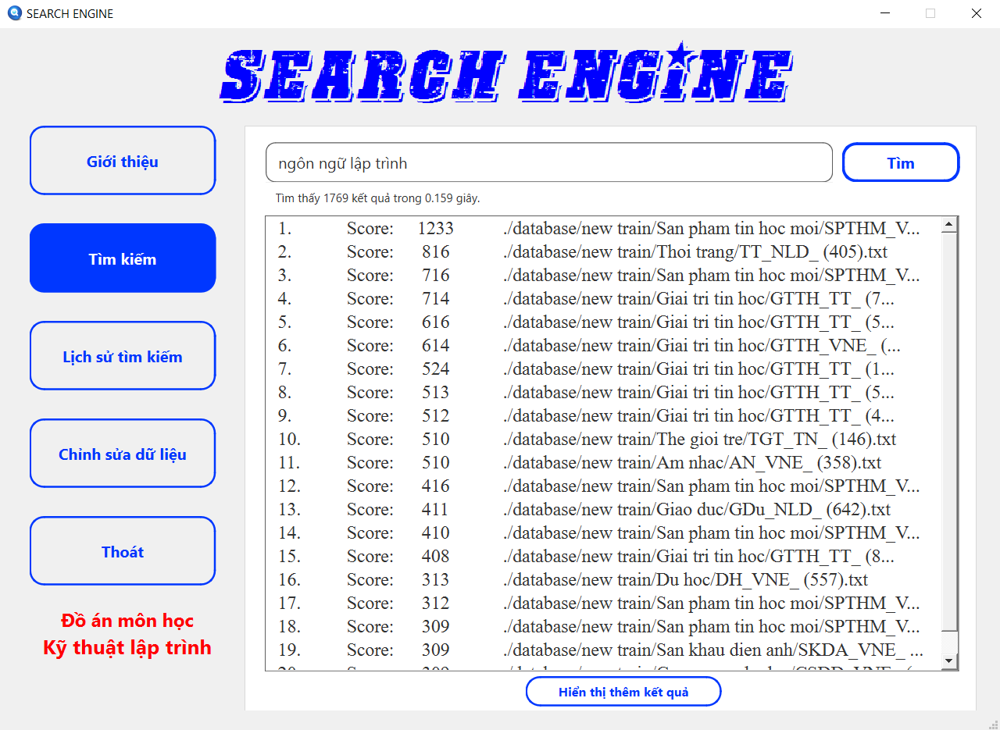 SEARCH ENGINE
SEARCH ENGINE
Giới thiệu
Tìm kiếm
Lịch sử tìm kiếm
Chỉnh sửa dữ liệu
Thoát
Đồ án môn học
Kỹ thuật lập trình
ngôn ngữ lập trình
Tìm
Tìm thấy 1769 kết quả trong 0.159 giây.
1. Score: 1233 ./database/new train/San pham tin hoc moi/SPTHM_V...
2. Score: 816 ./database/new train/Thoi trang/TT_NLD_ (405).txt
3. Score: 716 ./database/new train/San pham tin hoc moi/SPTHM_V...
4. Score: 714 ./database/new train/Giai tri tin hoc/GTTH_TT_ (7...
5. Score: 616 ./database/new train/Giai tri tin hoc/GTTH_TT_ (5...
6. Score: 614 ./database/new train/Giai tri tin hoc/GTTH_VNE_ (...
7. Score: 524 ./database/new train/Giai tri tin hoc/GTTH_TT_ (1...
8. Score: 513 ./database/new train/Giai tri tin hoc/GTTH_TT_ (5...
9. Score: 512 ./database/new train/Giai tri tin hoc/GTTH_TT_ (4...
10. Score: 510 ./database/new train/The gioi tre/TGT_TN_ (146).txt
11. Score: 510 ./database/new train/Am nhac/AN_VNE_ (358).txt
12. Score: 416 ./database/new train/San pham tin hoc moi/SPTHM_V...
13. Score: 411 ./database/new train/Giao duc/GDu_NLD_ (642).txt
14. Score: 410 ./database/new train/San pham tin hoc moi/SPTHM_V...
15. Score: 408 ./database/new train/Giai tri tin hoc/GTTH_TT_ (8...
16. Score: 313 ./database/new train/Du hoc/DH_VNE_ (557).txt
17. Score: 312 ./database/new train/San pham tin hoc moi/SPTHM_V...
18. Score: 309 ./database/new train/San pham tin hoc moi/SPTHM_V...
19. Score: 309 ./database/new train/San khau dien anh/SKDA_VNE_ ...
Hiển thị thêm kết quả